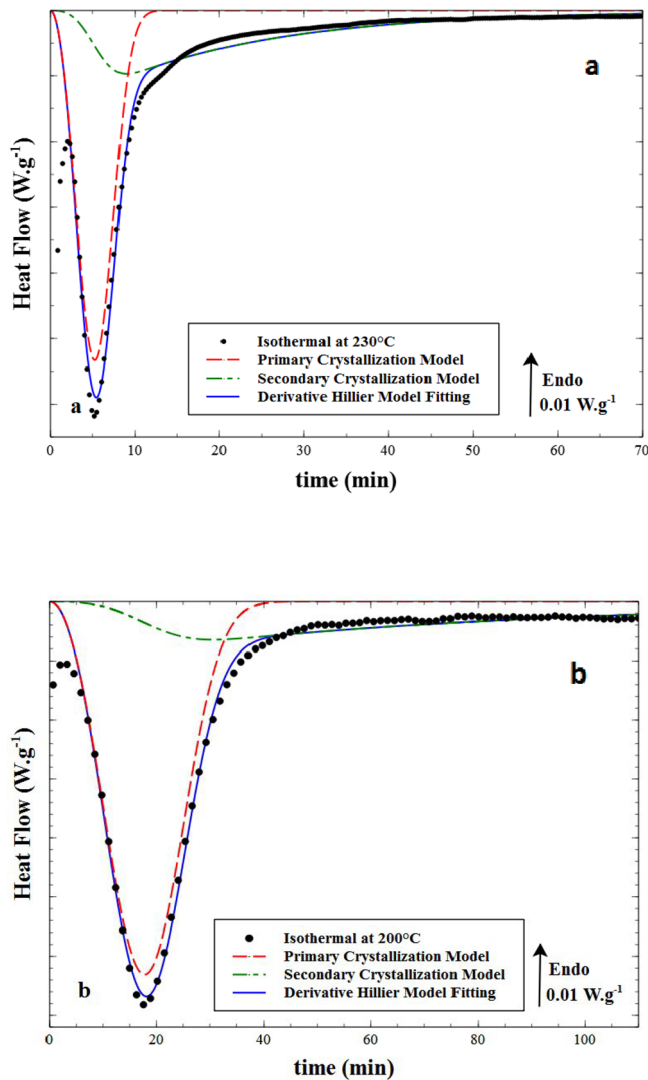 a
Heat Flow (W.g-1)
Isothermal at 230°C
Primary Crystallization Model
Secondary Crystallization Model
Derivative Hillier Model Fitting
Endo
0.01 W.g-1
a
0 10 20 30 40 50 60 70
time (min)
b
Heat Flow (W.g-1)
Isothermal at 200°C
Primary Crystallization Model
Secondary Crystallization Model
Derivative Hillier Model Fitting
Endo
0.01 W.g-1
b
0 20 40 60 80 100
time (min)